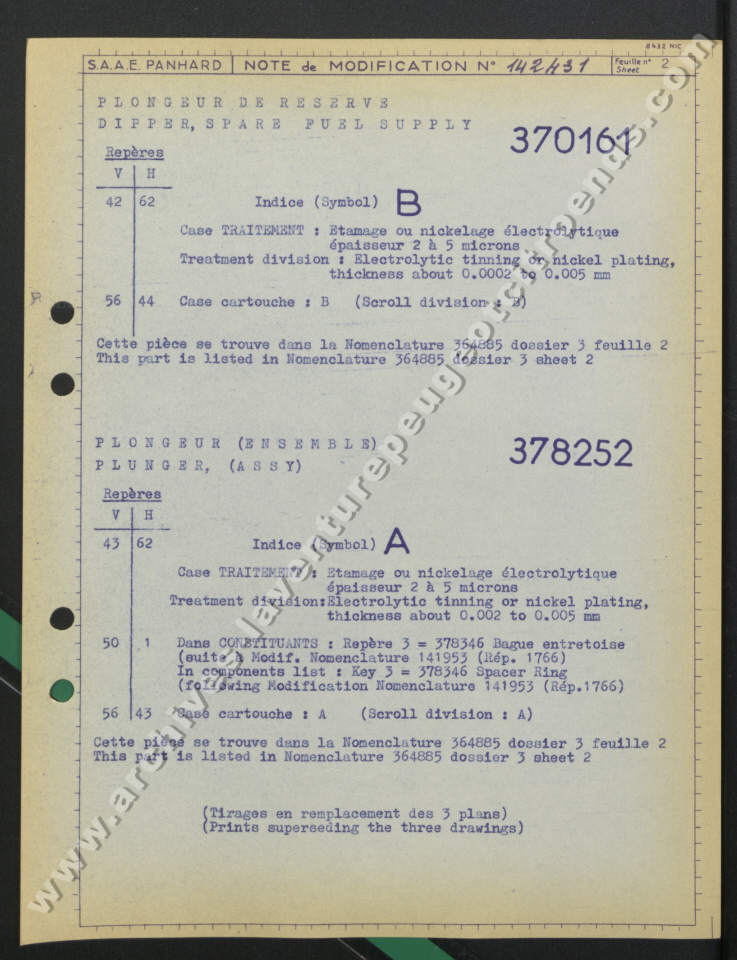 8432 NIC
S.A.A.E. PANHARD | NOTE de MODIFICATION N° 142431 Feuille n° 2
Sheet
PLONGEUR DE RESERVE
DIPPER, SPARE FUEL SUPPLY
370161
Repères
V H
42 62 Indice (Symbol) B
Case TRAITEMENT : Etamage ou nickelage électrolytique
épaisseur 2 à 5 microns
Treatment division : Electrolytic tinning or nickel plating,
thickness about 0.0002 to 0.005 mm
56 44 Case cartouche : B (Scroll division : B)
Cette pièce se trouve dans la Nomenclature 364885 dossier 3 feuille 2
This part is listed in Nomenclature 364885 dossier 3 sheet 2
PLONGEUR (ENSEMBLE)
PLUNGER, (ASSY)
378252
Repères
V H
43 62 Indice (Symbol) A
Case TRAITEMENT : Etamage ou nickelage électrolytique
épaisseur 2 à 5 microns
Treatment division:Electrolytic tinning or nickel plating,
thickness about 0.002 to 0.005 mm
50 1 Dans CONSTITUANTS : Repère 3 = 378346 Bague entretoise
(suite à Modif. Nomenclature 141953 (Rép. 1766)
In components list : Key 3 = 378346 Spacer Ring
(following Modification Nomenclature 141953 (Rép.1766)
56 43 Case cartouche : A (Scroll division : A)
Cette pièce se trouve dans la Nomenclature 364885 dossier 3 feuille 2
This part is listed in Nomenclature 364885 dossier 3 sheet 2
(Tirages en remplacement des 3 plans)
(Prints superseding the three drawings)
www.archives.laventurepeugeotcitroends.com